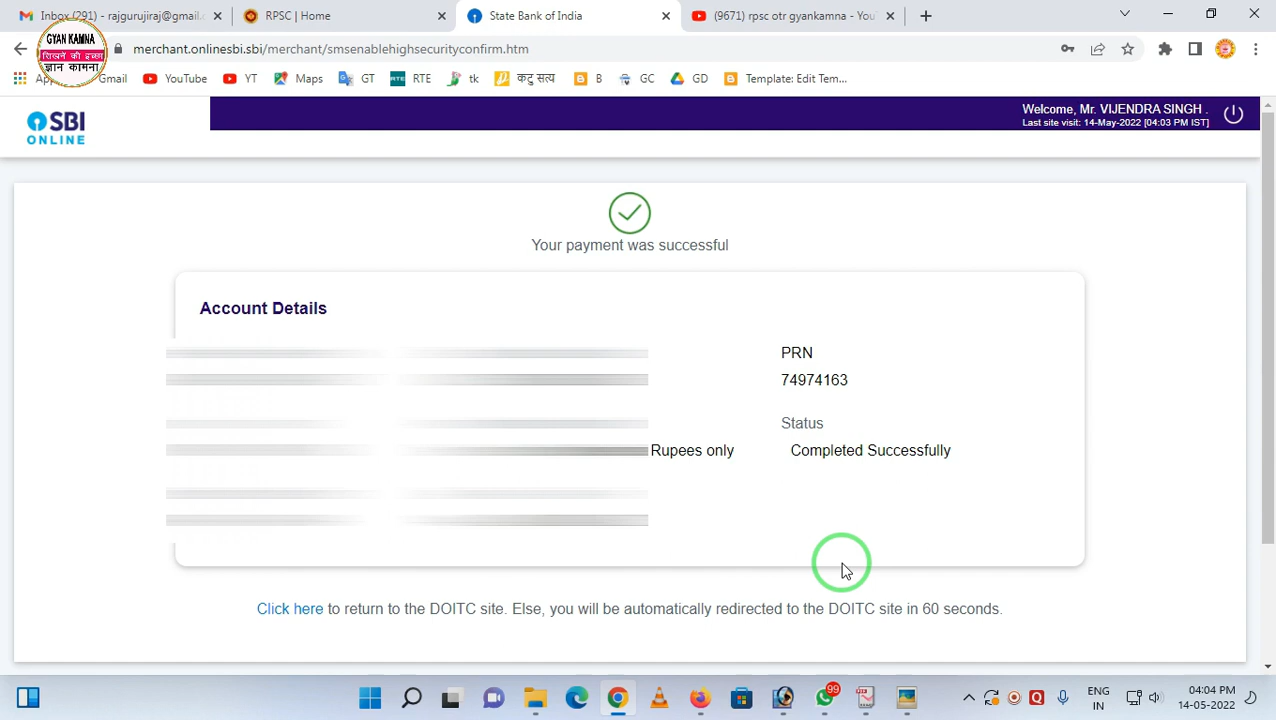 Inbox (291) - rajgurujiraj@gmail.
RPSC | Home
State Bank of India
(9671) rpsc otr gyankamna - You
GYAN KAMNA
सिखनें की इच्छा
ज्ञान कामना
merchant.onlinesbi.sbi/merchant/smsenablehighsecurityconfirm.htm
Gmail
YouTube
YT
Maps
GT
RTE
tk
कटु सत्य
B
GC
GD
Template: Edit Tem...
SBI
ONLINE
Welcome, Mr. VIJENDRA SINGH .
Last site visit: 14-May-2022 [04:03 PM IST]
Your payment was successful
Account Details
PRN
74974163
Status
Rupees only
Completed Successfully
Click here to return to the DOITC site. Else, you will be automatically redirected to the DOITC site in 60 seconds.
99
ENG
IN
04:04 PM
14-05-2022